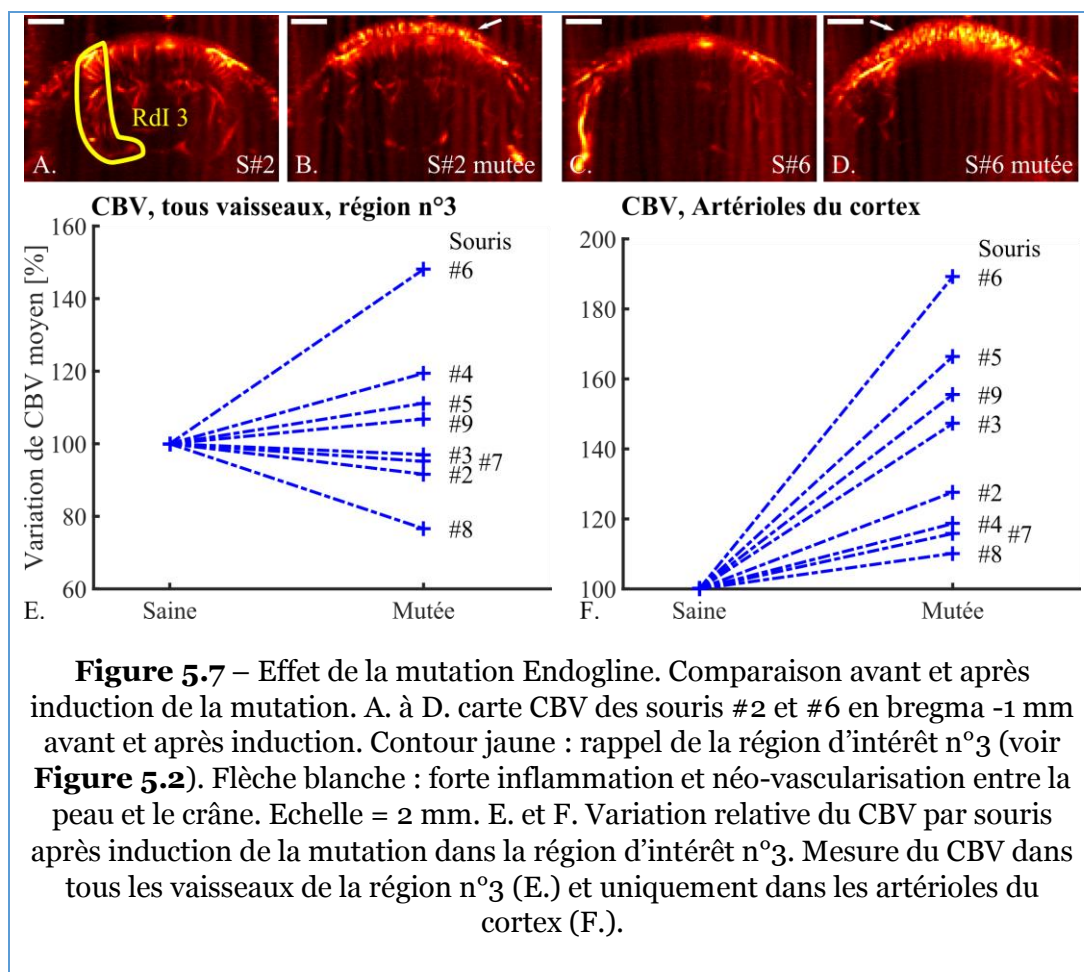 RdI 3
A. S#2
B. S#2 mutée
C. S#6
D. S#6 mutée
CBV, tous vaisseaux, région n°3
Variation de CBV moyen [%]
160
140
120
100
80
60
Souris
#6
#4
#5
#9
#3
#7
#2
#8
Saine Mutée
E.
CBV, Artérioles du cortex
200
180
160
140
120
100
Souris
#6
#5
#9
#3
#2
#4
#7
#8
Saine Mutée
F.
Figure 5.7 – Effet de la mutation Endogline. Comparaison avant et après
induction de la mutation. A. à D. carte CBV des souris #2 et #6 en bregma -1 mm
avant et après induction. Contour jaune : rappel de la région d'intérêt n°3 (voir
Figure 5.2). Flèche blanche : forte inflammation et néo-vascularisation entre la
peau et le crâne. Echelle = 2 mm. E. et F. Variation relative du CBV par souris
après induction de la mutation dans la région d'intérêt n°3. Mesure du CBV dans
tous les vaisseaux de la région n°3 (E.) et uniquement dans les artérioles du
cortex (F.).